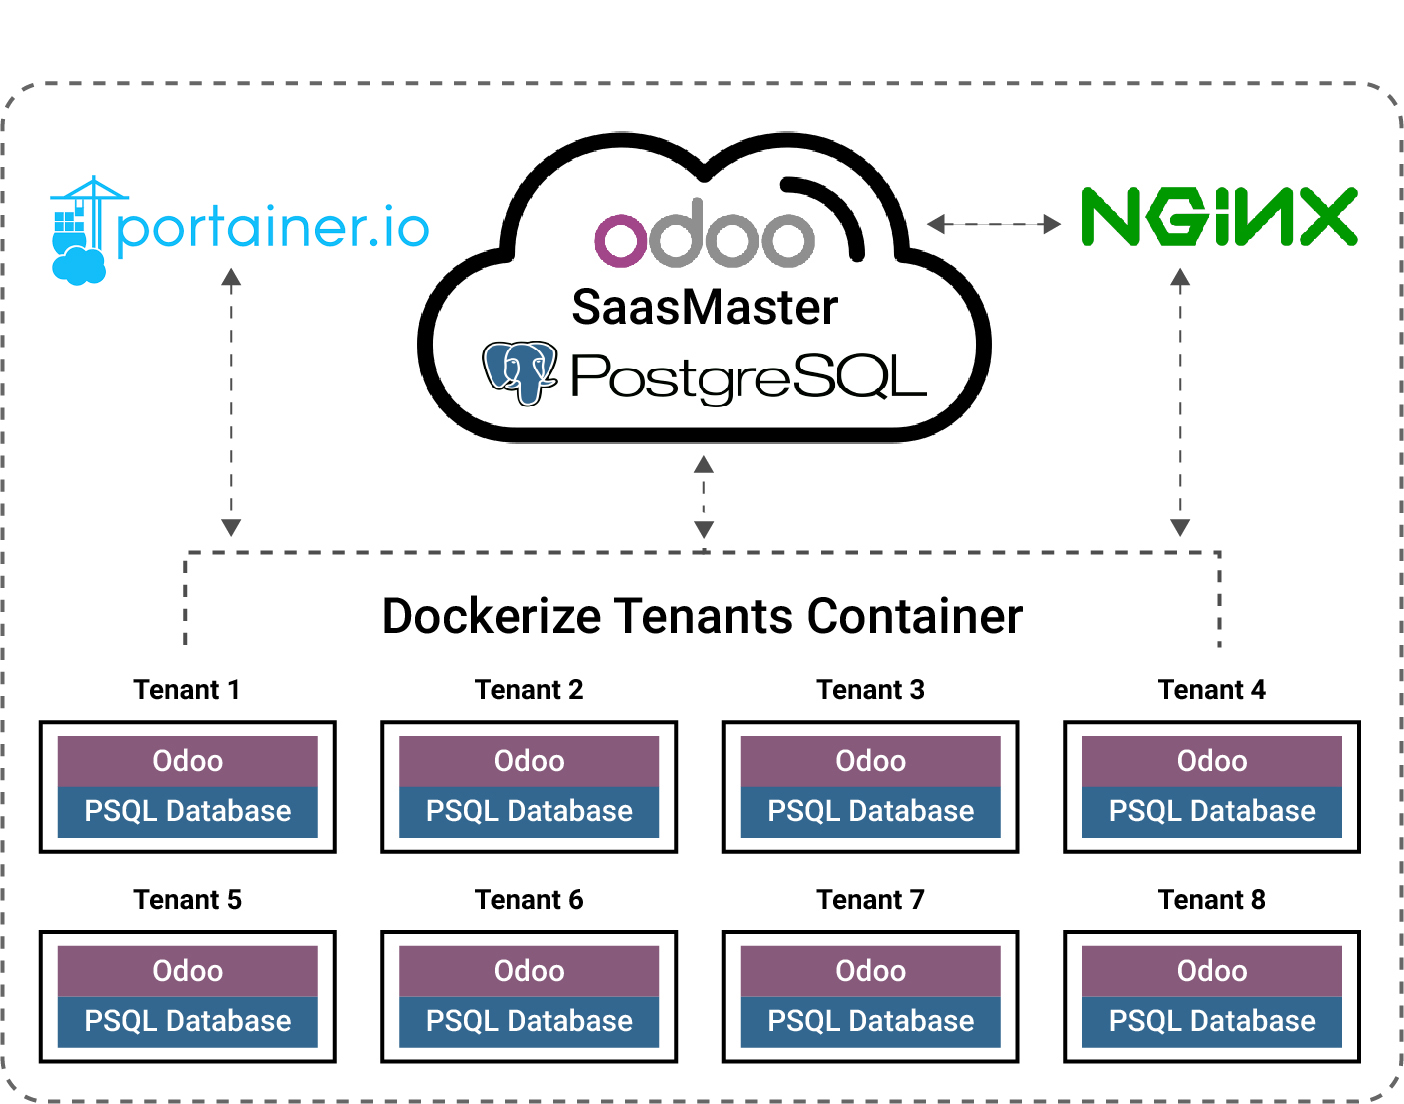 portainer.io
odoo
NGINX
SaasMaster
PostgreSQL
Dockerize Tenants Container
Tenant 1
Tenant 2
Tenant 3
Tenant 4
Odoo
PSQL Database
Odoo
PSQL Database
Odoo
PSQL Database
Odoo
PSQL Database
Tenant 5
Tenant 6
Tenant 7
Tenant 8
Odoo
PSQL Database
Odoo
PSQL Database
Odoo
PSQL Database
Odoo
PSQL Database